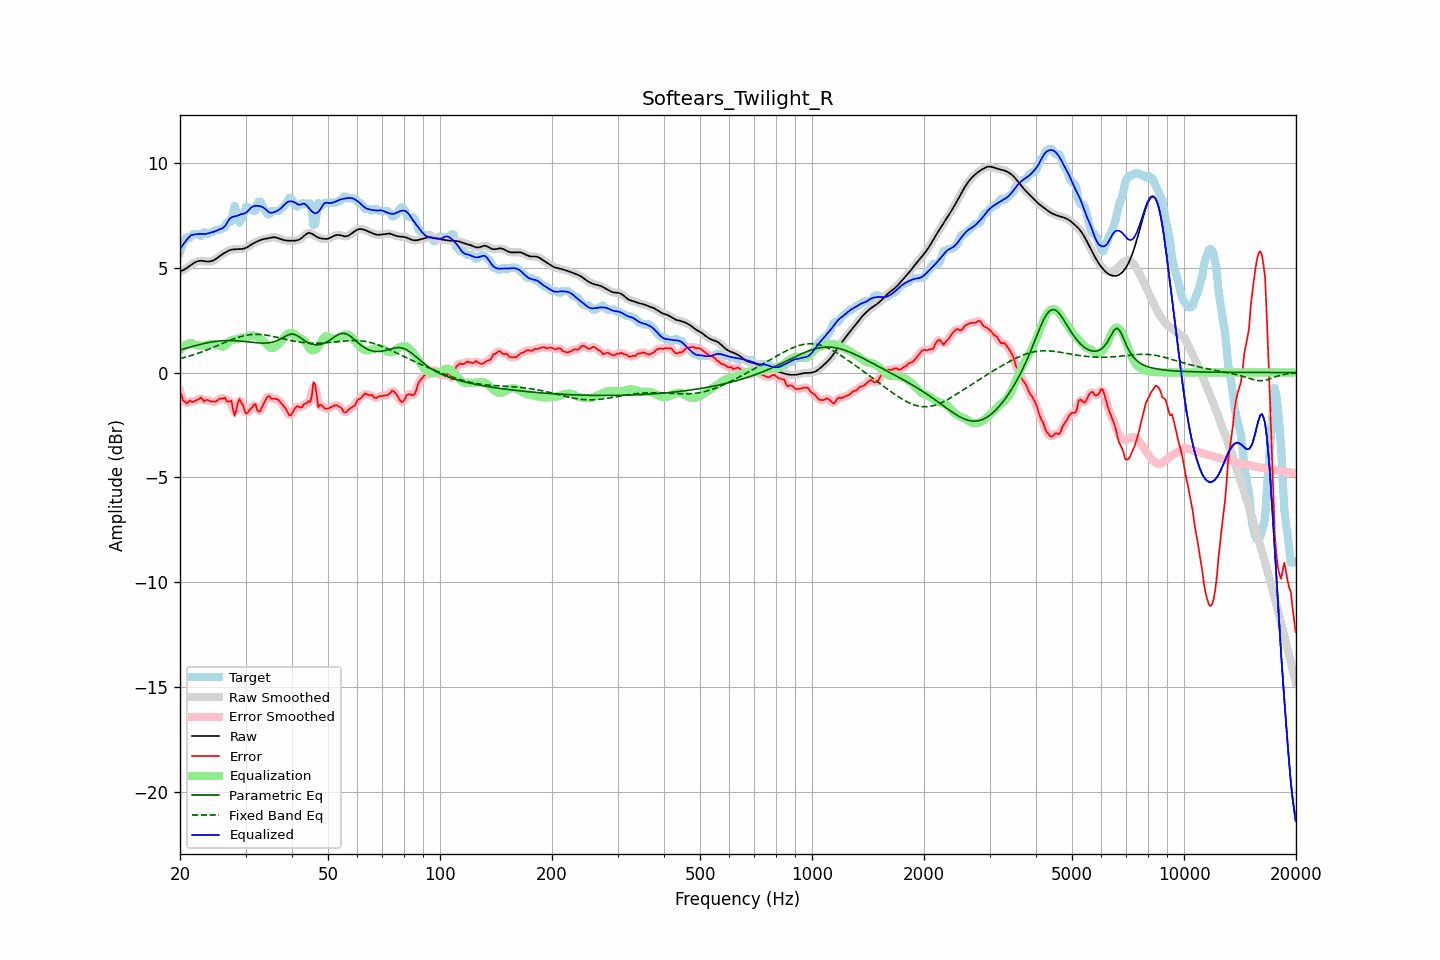 Softears_Twilight_R
Amplitude (dBr)
10
5
0
−5
−10
−15
−20
Target
Raw Smoothed
Error Smoothed
Raw
Error
Equalization
Parametric Eq
Fixed Band Eq
Equalized
20 50 100 200 500 1000 2000 5000 10000 20000
Frequency (Hz)